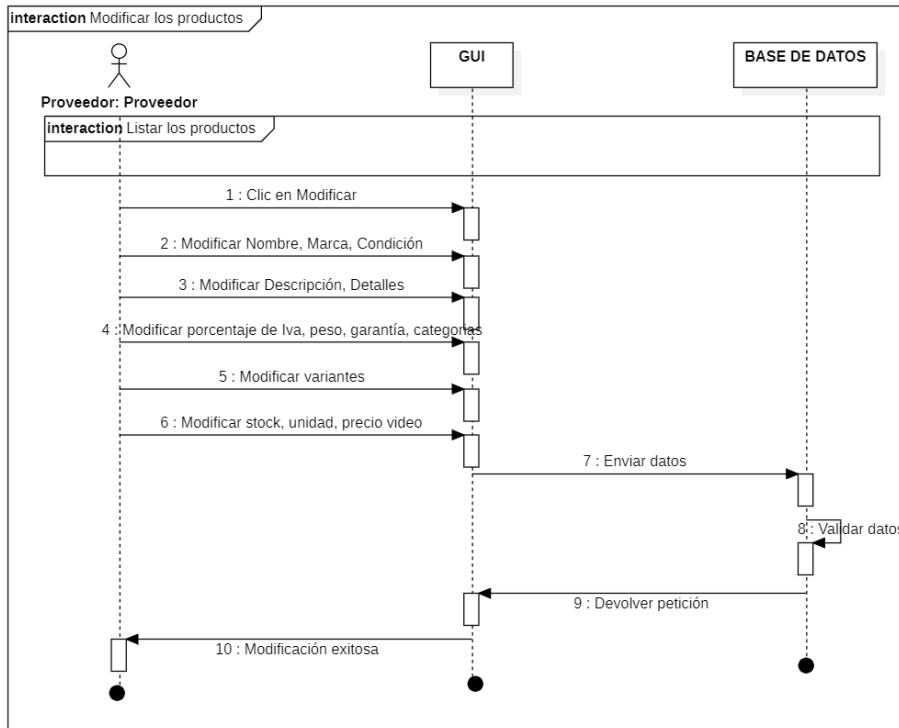 interaction Modificar los productos
GUI
BASE DE DATOS
Proveedor: Proveedor
interaction Listar los productos
1 : Clic en Modificar
2 : Modificar Nombre, Marca, Condición
3 : Modificar Descripción, Detalles
4 : Modificar porcentaje de Iva, peso, garantía, categorias
5 : Modificar variantes
6 : Modificar stock, unidad, precio video
7 : Enviar datos
8 : Validar datos
9 : Devolver petición
10 : Modificación exitosa